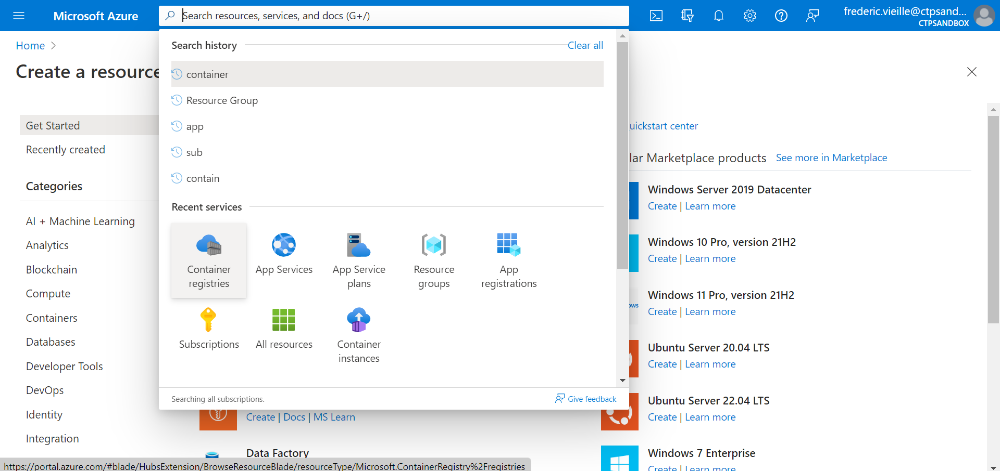 Microsoft Azure
Search resources, services, and docs (G+/)
frederic.vieille@ctpsand...
CTPSANDBOX
Home
Create a resource
Search history
Clear all
container
Resource Group
app
sub
contain
Recent services
Container
registries
App Services
App Service
plans
Resource
groups
App
registrations
Subscriptions
All resources
Container
instances
Searching all subscriptions.
Give feedback
Get Started
Recently created
Categories
AI + Machine Learning
Analytics
Blockchain
Compute
Containers
Databases
Developer Tools
DevOps
Identity
Integration
Create | Docs | MS Learn
Data Factory
uickstart center
lar Marketplace products
See more in Marketplace
Windows Server 2019 Datacenter
Create | Learn more
Windows 10 Pro, version 21H2
Create | Learn more
ows
Windows 11 Pro, version 21H2
Create | Learn more
Ubuntu Server 20.04 LTS
Create | Learn more
Ubuntu Server 22.04 LTS
Create | Learn more
Windows 7 Enterprise
Create | Learn more
https://portal.azure.com/#blade/HubsExtension/BrowseResourceBlade/resourceType/Microsoft.ContainerRegistry%2Fregistries